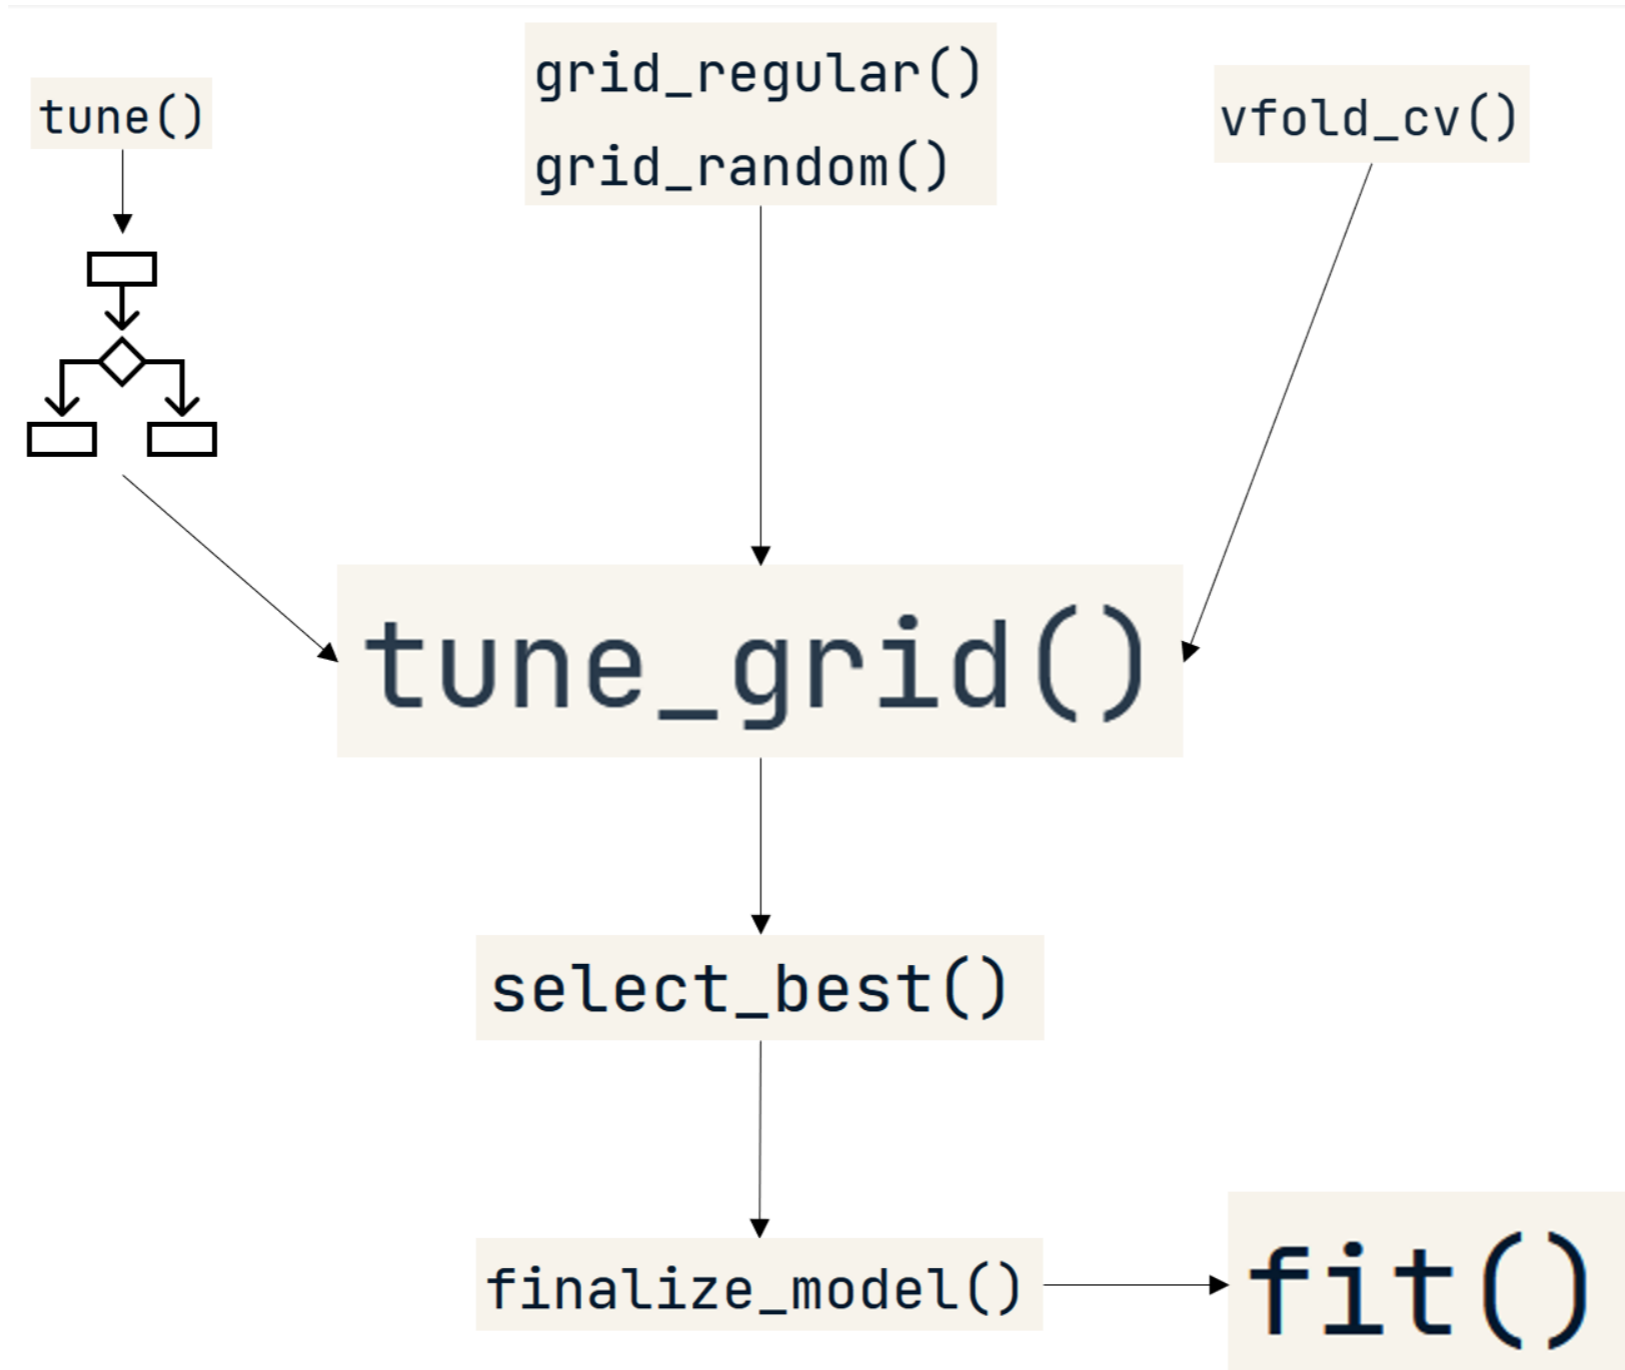 tune()
grid_regular()
grid_random()
vfold_cv()
tune_grid()
select_best()
finalize_model()
fit()